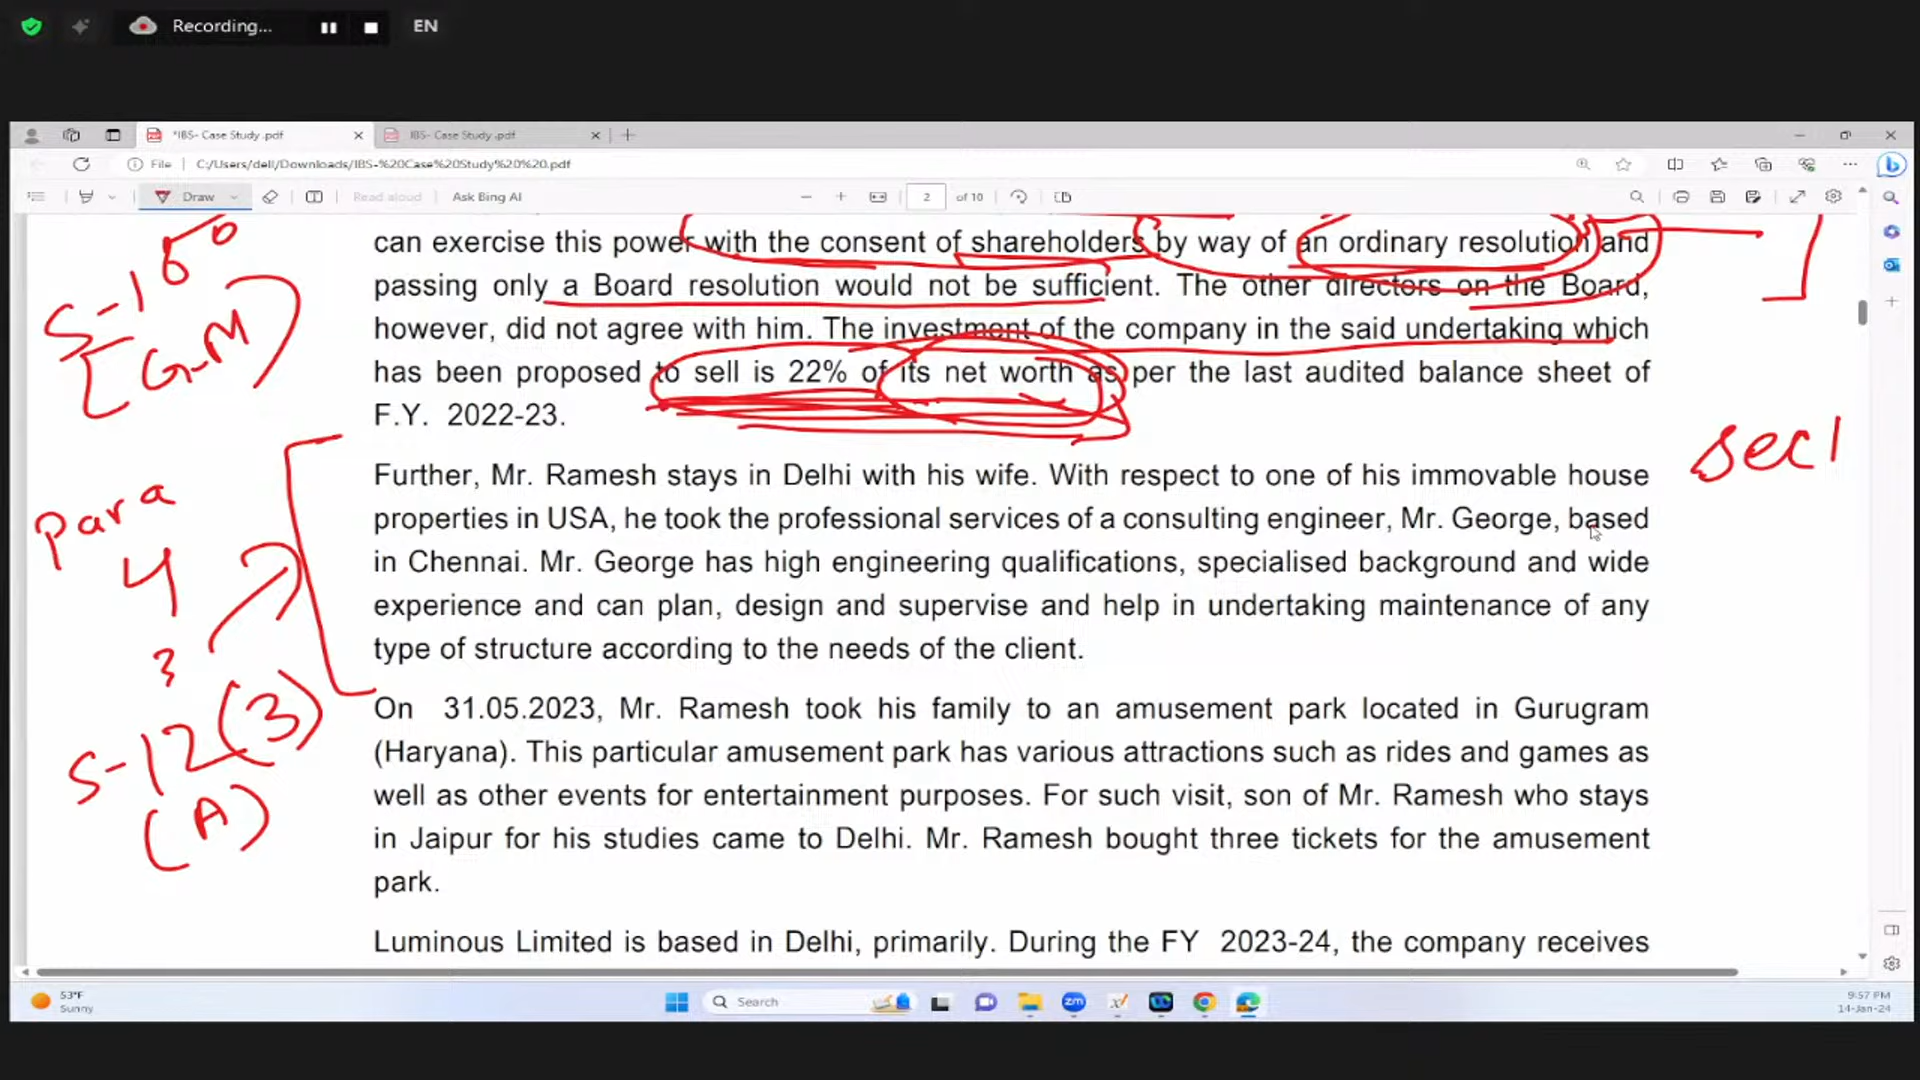 Recording...
EN
*IBS- Case Study .pdf
IBS- Case Study .pdf
File
C:/Users/dell/Downloads/IBS-%20Case%20Study%20%20.pdf
Draw
Read aloud
Ask Bing AI
2 of 10
can exercise this power with the consent of shareholders by way of an ordinary resolution and
passing only a Board resolution would not be sufficient. The other directors on the Board,
however, did not agree with him. The investment of the company in the said undertaking which
has been proposed to sell is 22% of its net worth as per the last audited balance sheet of
F.Y. 2022-23.
S-180
[G.M)
sec1
Further, Mr. Ramesh stays in Delhi with his wife. With respect to one of his immovable house
properties in USA, he took the professional services of a consulting engineer, Mr. George, based
in Chennai. Mr. George has high engineering qualifications, specialised background and wide
experience and can plan, design and supervise and help in undertaking maintenance of any
type of structure according to the needs of the client.
para
4
3
S-12(3)
(A)
On 31.05.2023, Mr. Ramesh took his family to an amusement park located in Gurugram
(Haryana). This particular amusement park has various attractions such as rides and games as
well as other events for entertainment purposes. For such visit, son of Mr. Ramesh who stays
in Jaipur for his studies came to Delhi. Mr. Ramesh bought three tickets for the amusement
park.
Luminous Limited is based in Delhi, primarily. During the FY 2023-24, the company receives
53°F
Sunny
Search
9:57 PM
14-Jan-24